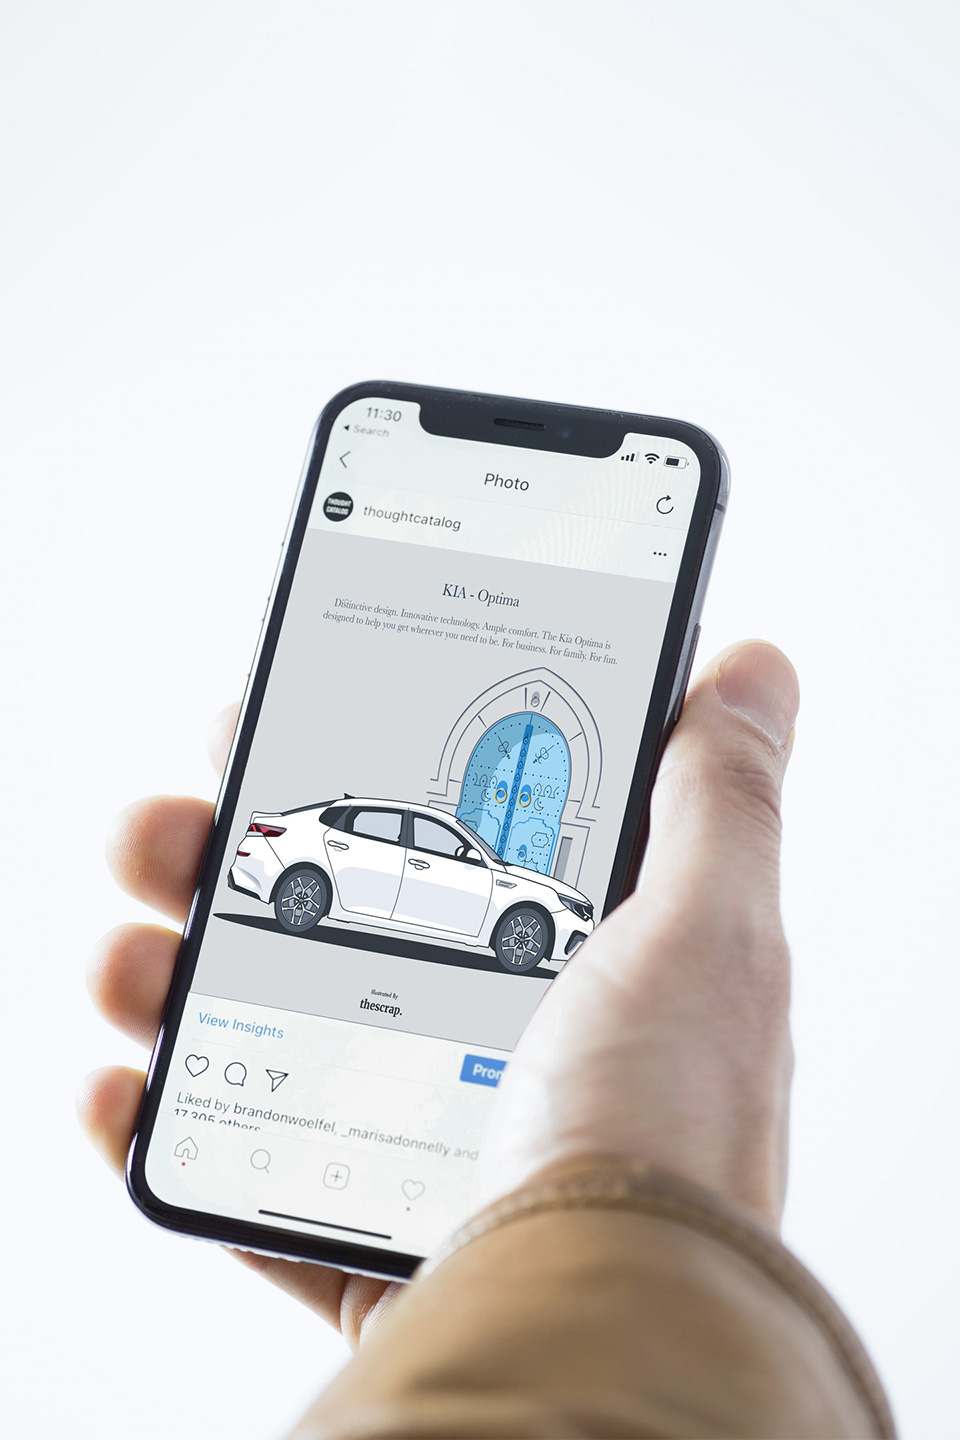 11:30
Search
Photo
THOUGHT
CATALOG
thoughtcatalog
KIA - Optima
Distinctive design. Innovative technology. Ample comfort. The Kia Optima is
designed to help you get wherever you need to be. For business. For family. For fun.
Illustrated By
thescrap.
View Insights
Pro
Liked by brandonwoelfel, _marisadonnelly and
17,305 others